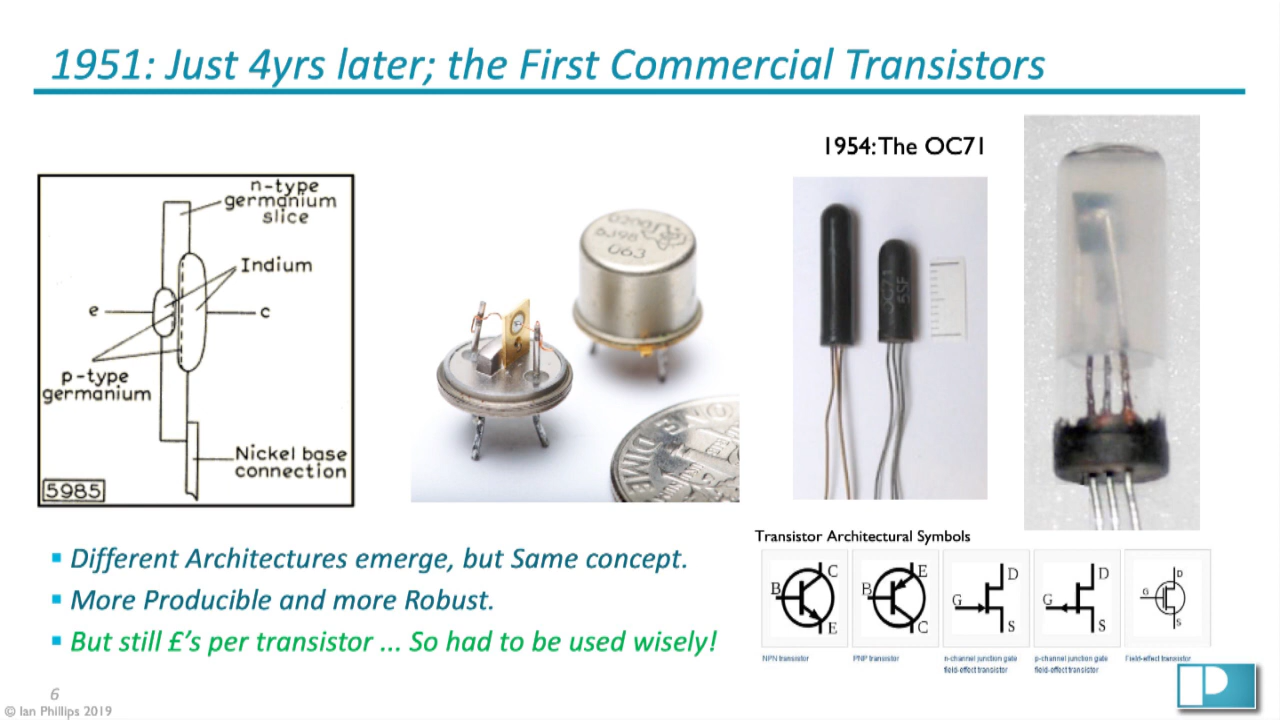 1951: Just 4yrs later; the First Commercial Transistors
n-type
germanium
slice
Indium
e
c
p-type
germanium
Nickel base
connection
5985
063
DIME
1954: The OC71
OC71
Different Architectures emerge, but Same concept.
More Producible and more Robust.
But still £'s per transistor ... So had to be used wisely!
Transistor Architectural Symbols
B C E
B E C
G D S
G D S
G D S
NPN transistor
PNP transistor
n-channel junction gate
field-effect transistor
p-channel junction gate
field-effect transistor
Field-effect transistor
6
© Ian Phillips 2019
P